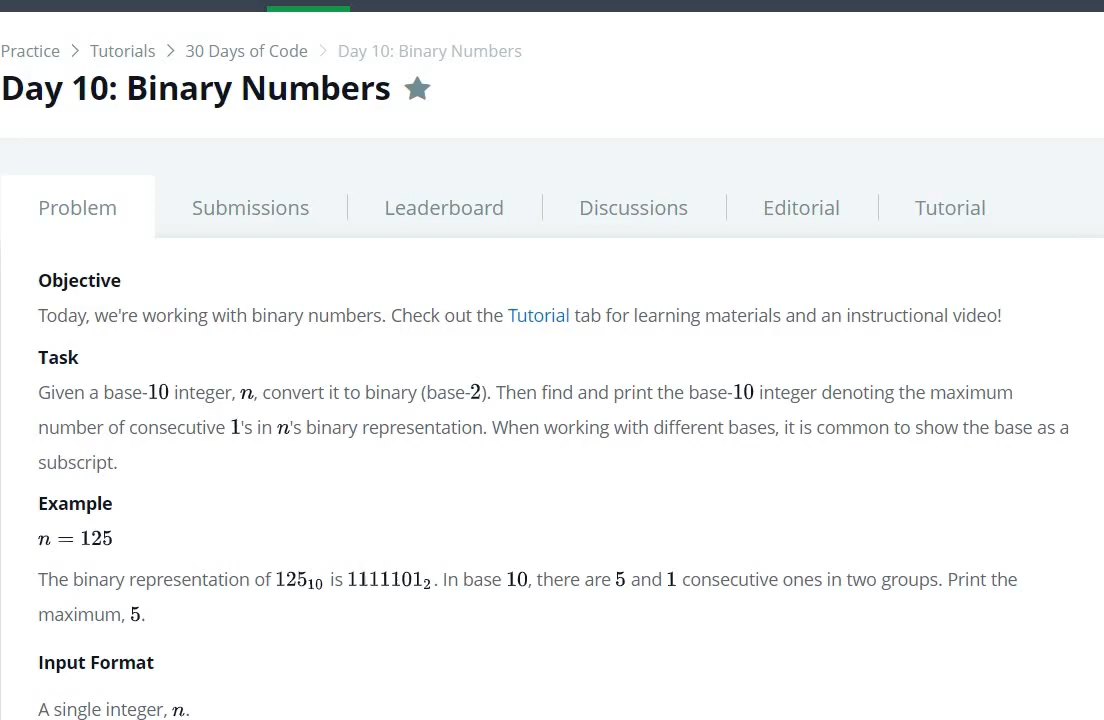 Practice > Tutorials > 30 Days of Code > Day 10: Binary Numbers
Day 10: Binary Numbers
Problem Submissions Leaderboard Discussions Editorial Tutorial
Objective
Today, we're working with binary numbers. Check out the Tutorial tab for learning materials and an instructional video!
Task
Given a base-10 integer, n, convert it to binary (base-2). Then find and print the base-10 integer denoting the maximum
number of consecutive 1's in n's binary representation. When working with different bases, it is common to show the base as a
subscript.
Example
n = 125
The binary representation of 125₁₀ is 1111101₂. In base 10, there are 5 and 1 consecutive ones in two groups. Print the
maximum, 5.
Input Format
A single integer, n.